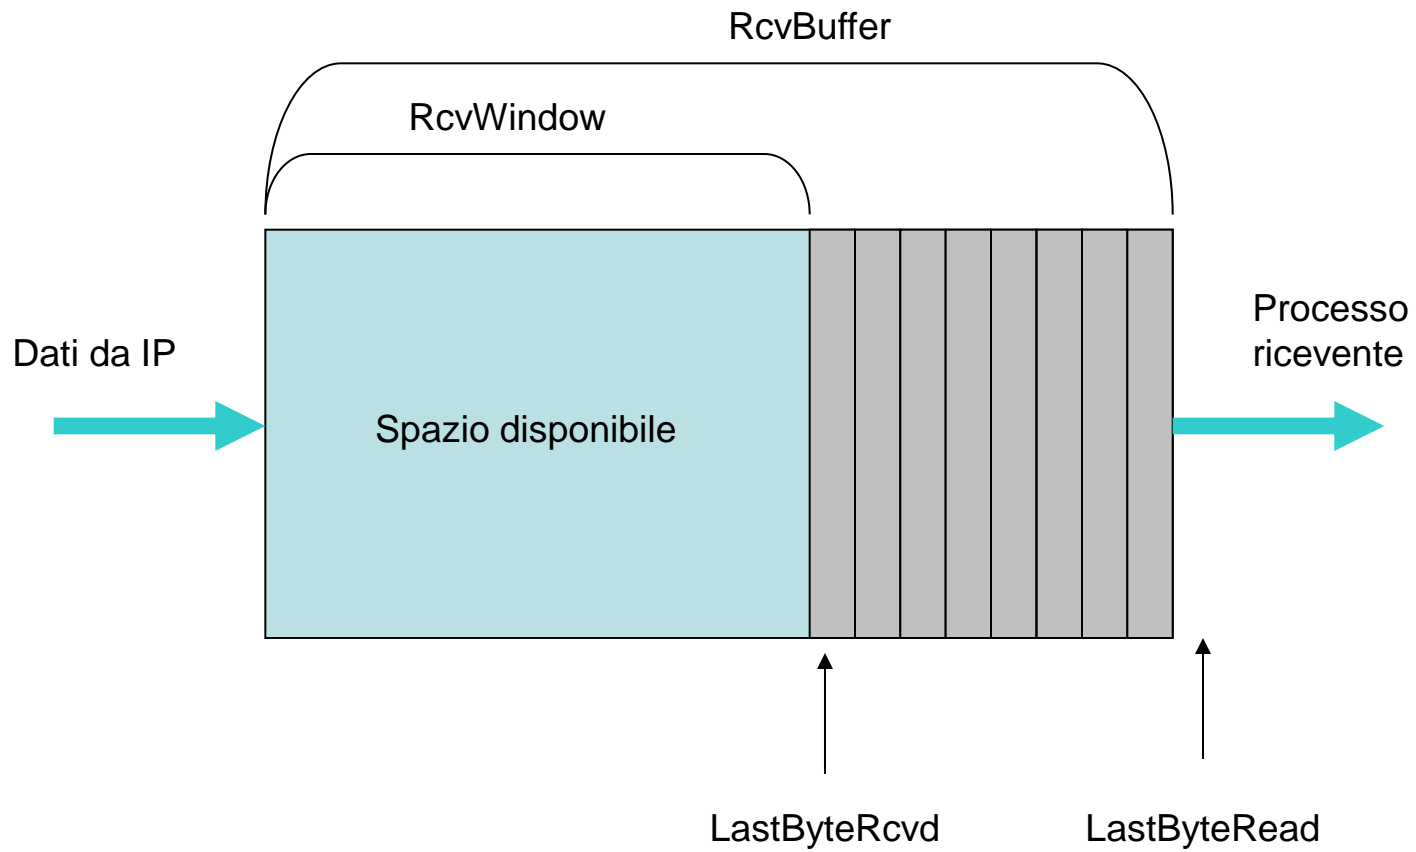 RcvBuffer
RcvWindow
Dati da IP
Spazio disponibile
Processo
ricevente
LastByteRcvd
LastByteRead